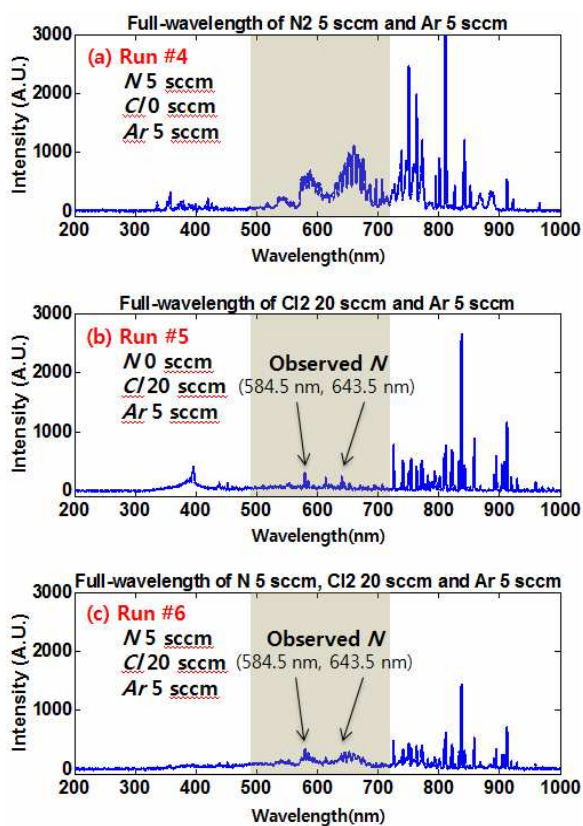 Full-wavelength of N2 5 sccm and Ar 5 sccm
3000
2000
1000
0
Intensity (A.U.)
(a) Run #4
N 5 sccm
Cl 0 sccm
Ar 5 sccm
200 300 400 500 600 700 800 900 1000
Wavelength(nm)
Full-wavelength of Cl2 20 sccm and Ar 5 sccm
3000
2000
1000
0
Intensity (A.U.)
(b) Run #5
N 0 sccm
Cl 20 sccm
Ar 5 sccm
Observed N
(584.5 nm, 643.5 nm)
200 300 400 500 600 700 800 900 1000
Wavelength(nm)
Full-wavelength of N 5 sccm, Cl2 20 sccm and Ar 5 sccm
3000
2000
1000
0
Intensity (A.U.)
(c) Run #6
N 5 sccm
Cl 20 sccm
Ar 5 sccm
Observed N
(584.5 nm, 643.5 nm)
200 300 400 500 600 700 800 900 1000
Wavelength(nm)